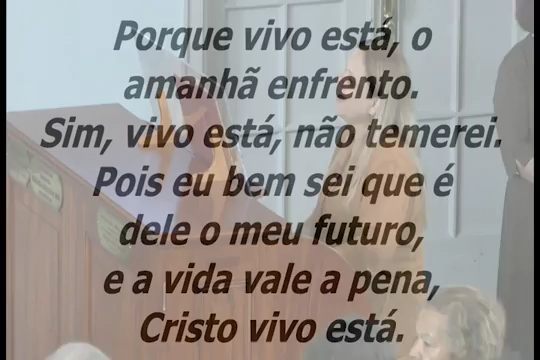 Porque vivo está, o
amanhã enfrento.
Sim, vivo está, não temerei.
Pois eu bem sei que é
dele o meu futuro,
e a vida vale a pena,
Cristo vivo está.